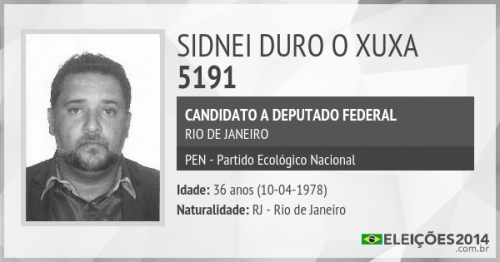 SIDNEI DURO O XUXA
5191
CANDIDATO A DEPUTADO FEDERAL
RIO DE JANEIRO
PEN - Partido Ecológico Nacional
Idade: 36 anos (10-04-1978)
Naturalidade: RJ - Rio de Janeiro
ELEIÇÕES2014
.com.br